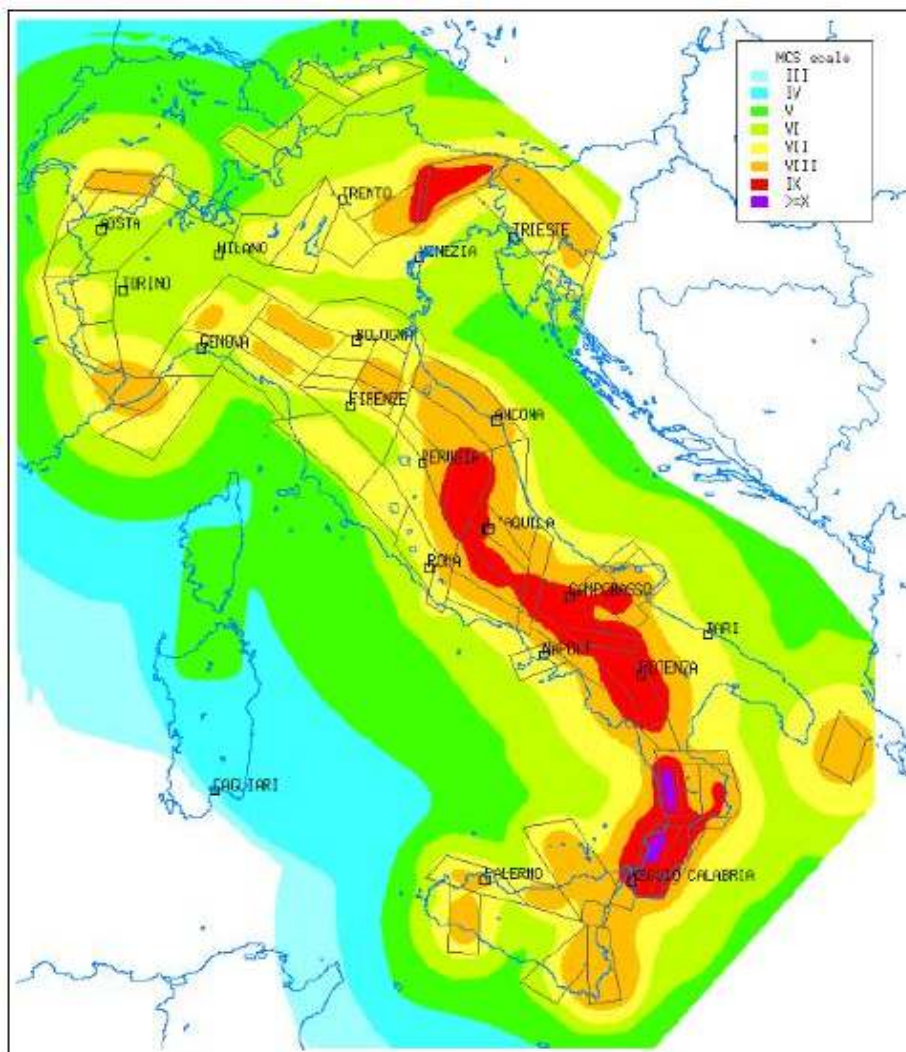 MCS scale
III
IV
V
VI
VII
VIII
IX
>=X
TRENTO
AOSTA
TRIESTE
MILANO
VENEZIA
TORINO
GENOVA
BOLOGNA
FIRENZE
ANCONA
PERUGIA
L'AQUILA
ROMA
CAMPOBASSO
BARI
NAPOLI
POTENZA
CAGLIARI
PALERMO
REGGIO CALABRIA